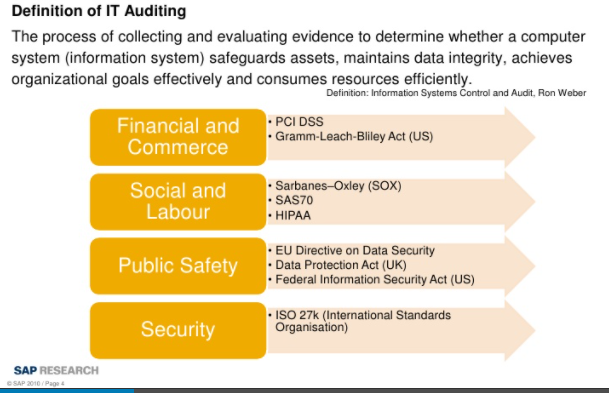 Definition of IT Auditing
The process of collecting and evaluating evidence to determine whether a computer
system (information system) safeguards assets, maintains data integrity, achieves
organizational goals effectively and consumes resources efficiently.
Definition: Information Systems Control and Audit, Ron Weber
Financial and
Commerce
• PCI DSS
• Gramm-Leach-Bliley Act (US)
Social and
Labour
• Sarbanes–Oxley (SOX)
• SAS70
• HIPAA
Public Safety
• EU Directive on Data Security
• Data Protection Act (UK)
• Federal Information Security Act (US)
Security
• ISO 27k (International Standards
Organisation)
SAP RESEARCH
© SAP 2010 / Page 4